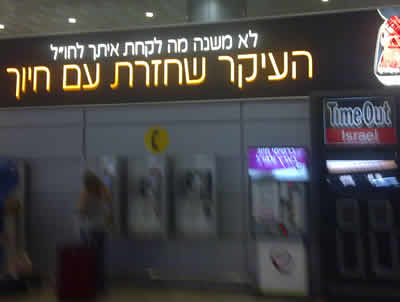 לא משנה מה לקחת איתך לחו"ל
העיקר שחזרת עם חיוך
TimeOut
Israel